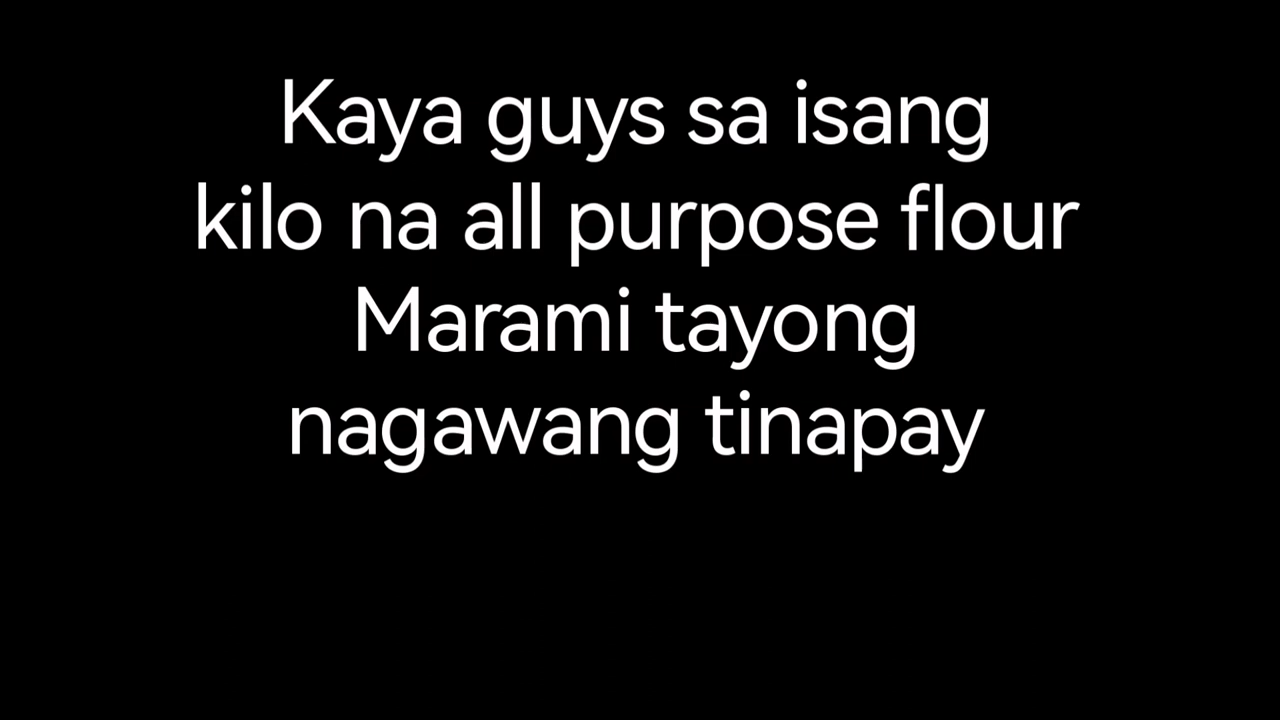 Kaya guys sa isang
kilo na all purpose flour
Marami tayong
nagawang tinapay